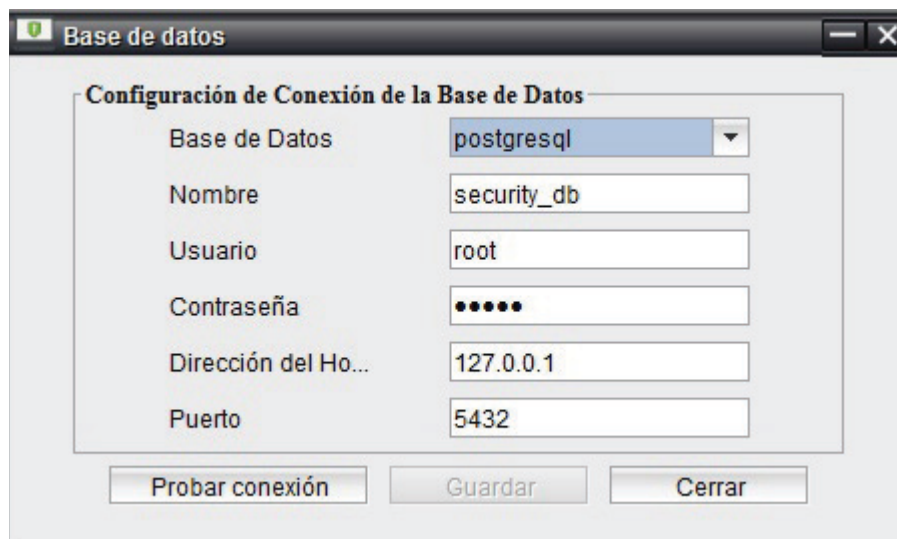 Base de datos
Configuración de Conexión de la Base de Datos
Base de Datos postgresql
Nombre security_db
Usuario root
Contraseña •••••
Dirección del Ho... 127.0.0.1
Puerto 5432
Probar conexión Guardar Cerrar